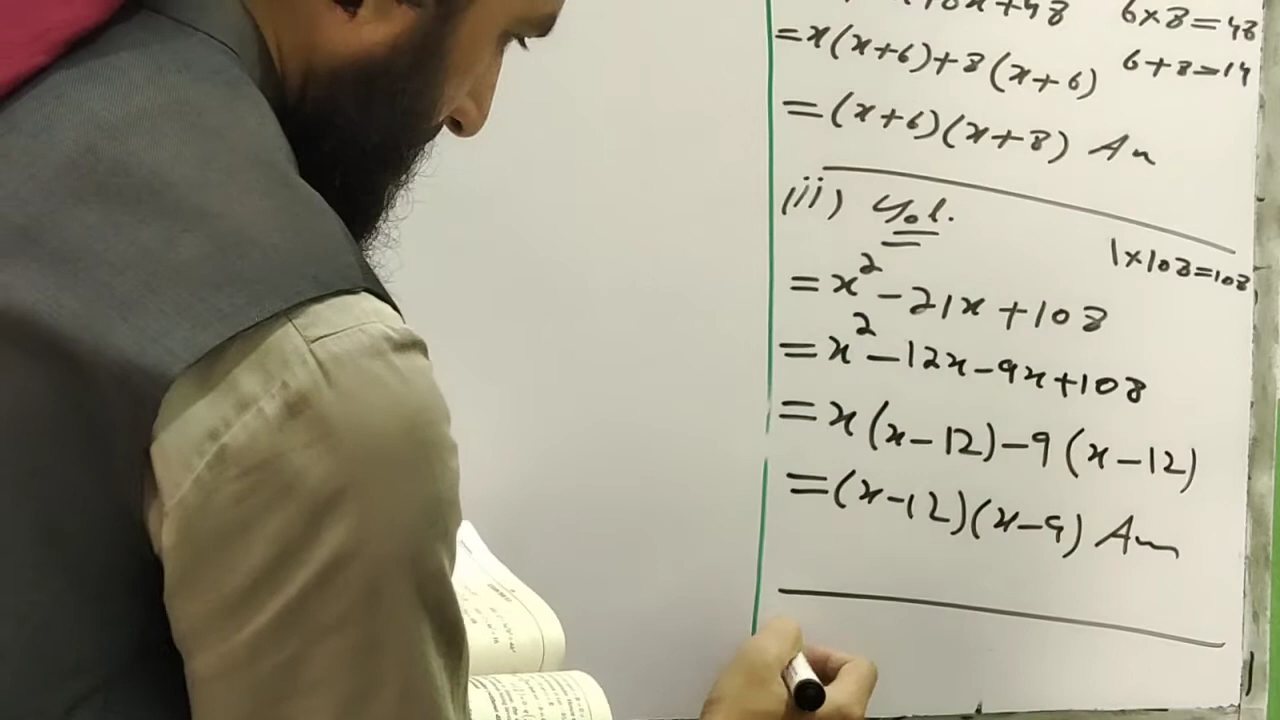 x+48 6×8=48
=x(x+6)+8(x+6) 6+8=14
=(x+6)(x+8) An
(ii) Sol.
1×108=108
=x²-21x+108
=x²-12x-9x+108
=x(x-12)-9(x-12)
=(x-12)(x-9) An